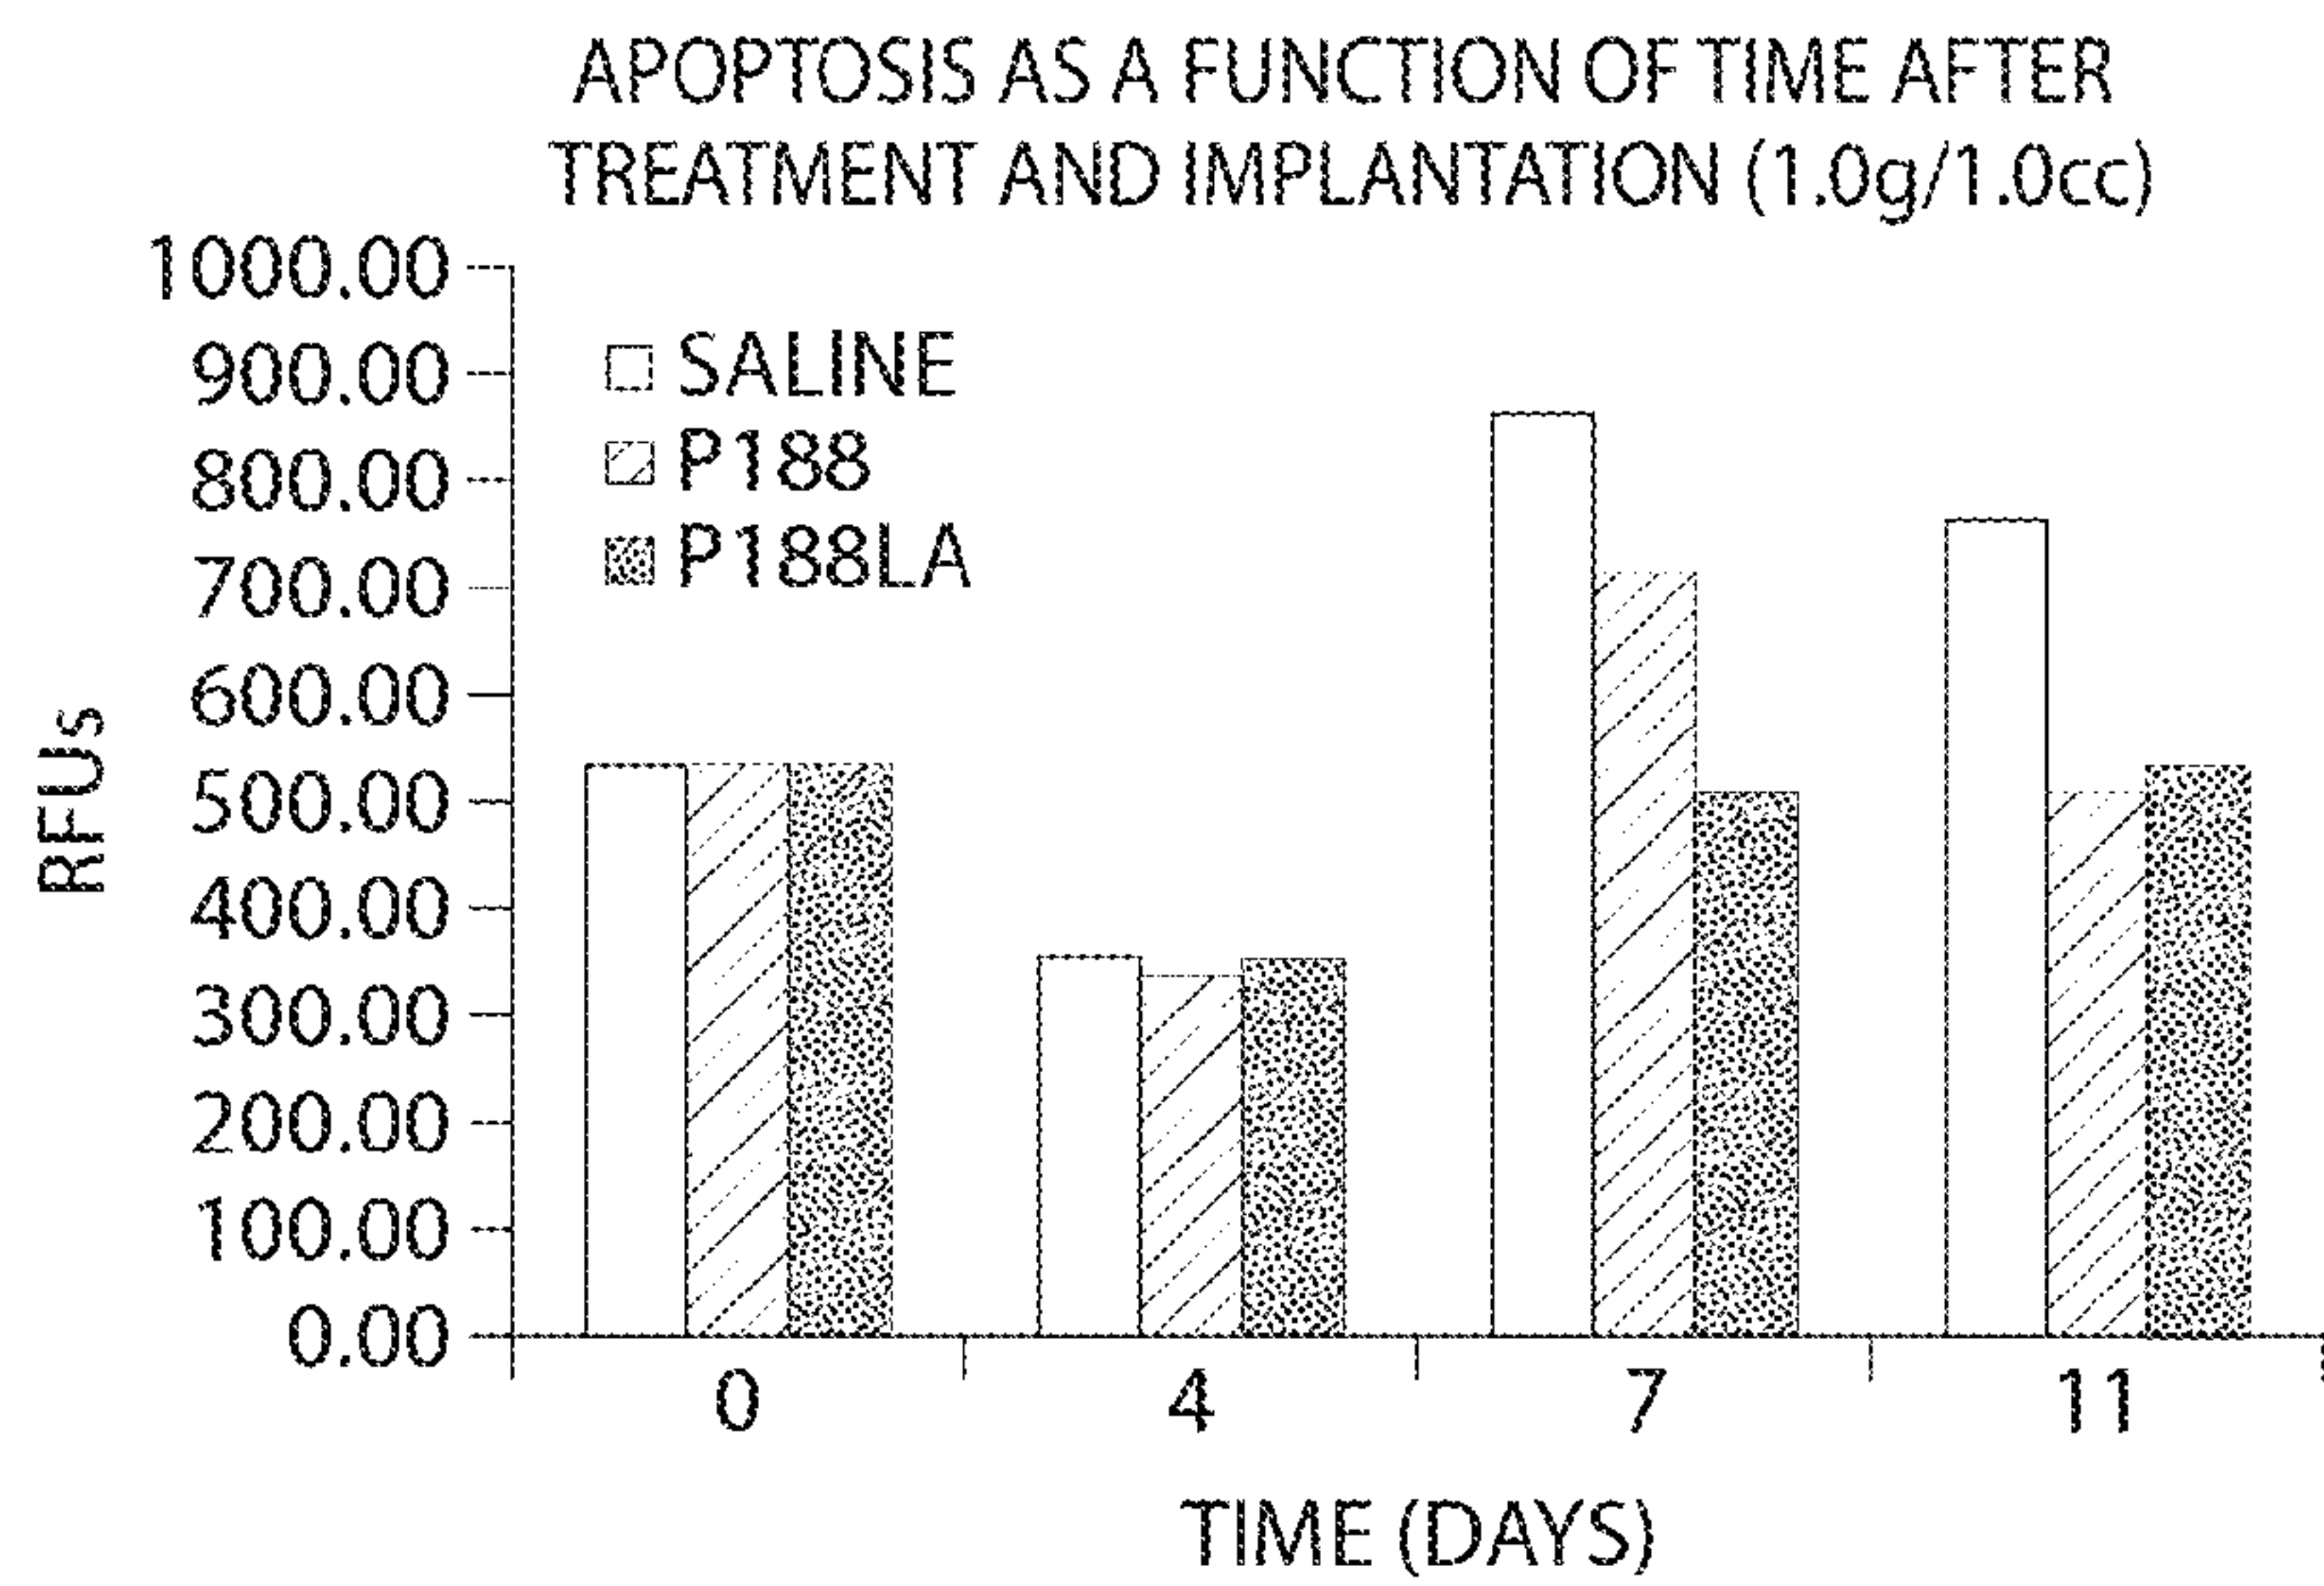 APOPTOSIS AS A FUNCTION OF TIME AFTER
TREATMENT AND IMPLANTATION (1.0g/1.0cc)
1000.00
900.00
800.00
700.00
600.00
500.00
400.00
300.00
200.00
100.00
0.00
RFUs
SALINE
P188
P188LA
0 4 7 11
TIME (DAYS)